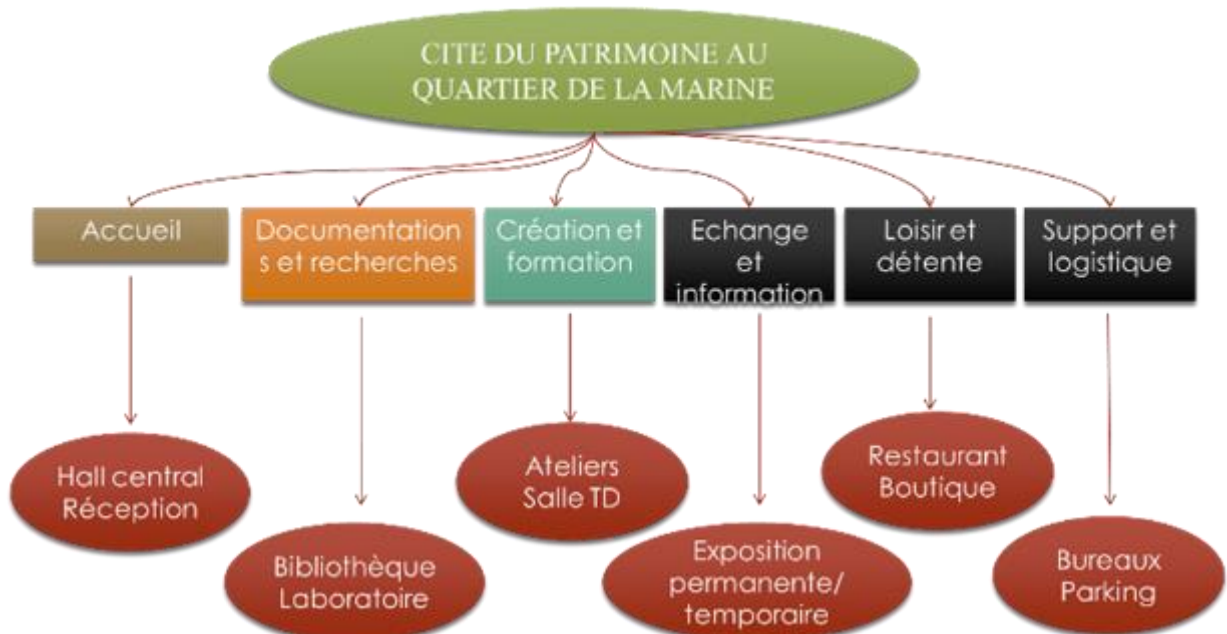 CITE DU PATRIMOINE AU
QUARTIER DE LA MARINE
Accueil
Documentation
s et recherches
Création et
formation
Echange
et
information
Loisir et
détente
Support et
logistique
Hall central
Réception
Bibliothèque
Laboratoire
Ateliers
Salle TD
Exposition
permanente/
temporaire
Restaurant
Boutique
Bureaux
Parking